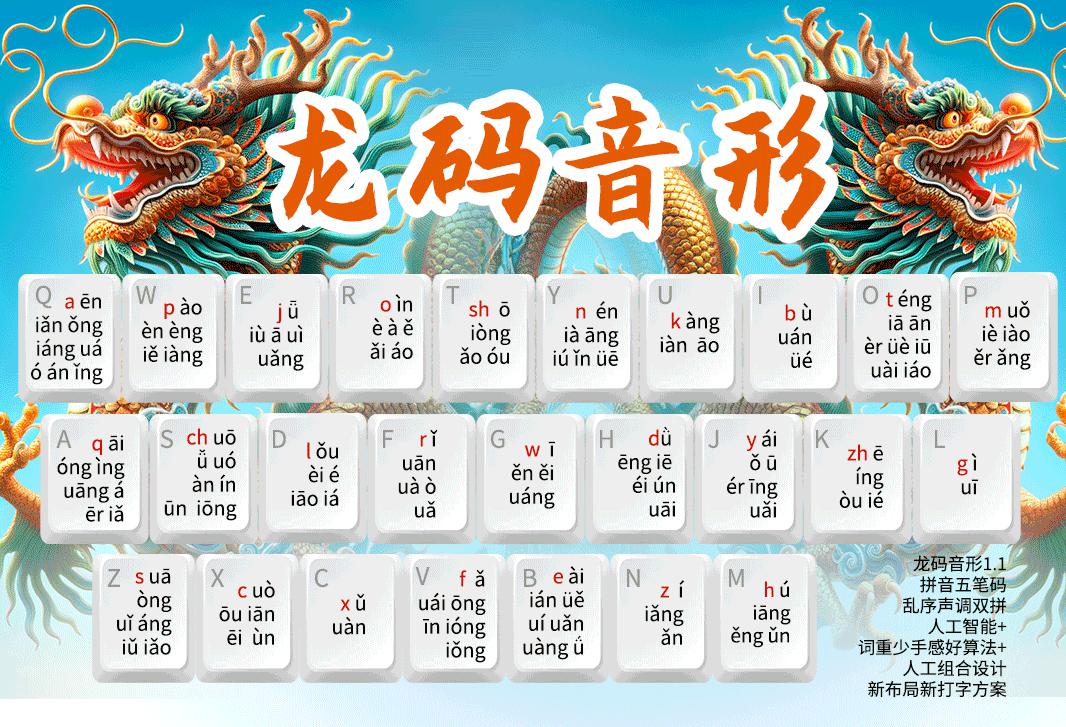 龙码音形
Q a ēn
iǎn ǒng
iáng uá
ó án ǐng
W p ào
èn èng
iě iàng
E j ǖ
iù ā uì
uǎng
R o ìn
è à ě
ǎi áo
T sh ō
iòng
ǎo óu
Y n én
ià āng
iú ǐn üē
U k àng
iàn āo
I b ù
uán
üé
O t éng
iā ān
èr üè iū
uài iáo
P m uǒ
iè iào
ěr ǎng
A q āi
óng ìng
uāng á
ēr iǎ
S ch uō
ǚ uó
àn ín
ūn iōng
D l ǒu
èi é
iāo iá
F r ǐ
uān
uà ò
uǎ
G w ī
ěn ěi
uáng
H d ǜ
ēng iē
éi ún
uāi
J y ái
ǒ ū
ér īng
uǎi
K zh ē
íng
òu ié
L
g ì
uī
Z s uā
òng
uǐ áng
iǔ iǎo
X c uò
ōu iān
ēi ùn
C
x ǔ
uàn
V f ǎ
uái ōng
īn ióng
iǒng
B e ài
ián üě
uí uǎn
uàng ǘ
N z í
iǎng
ǎn
M h ú
iāng
ěng ǔn
龙码音形1.1
拼音五笔码
乱序声调双拼
人工智能+
词重少手感好算法+
人工组合设计
新布局新打字方案